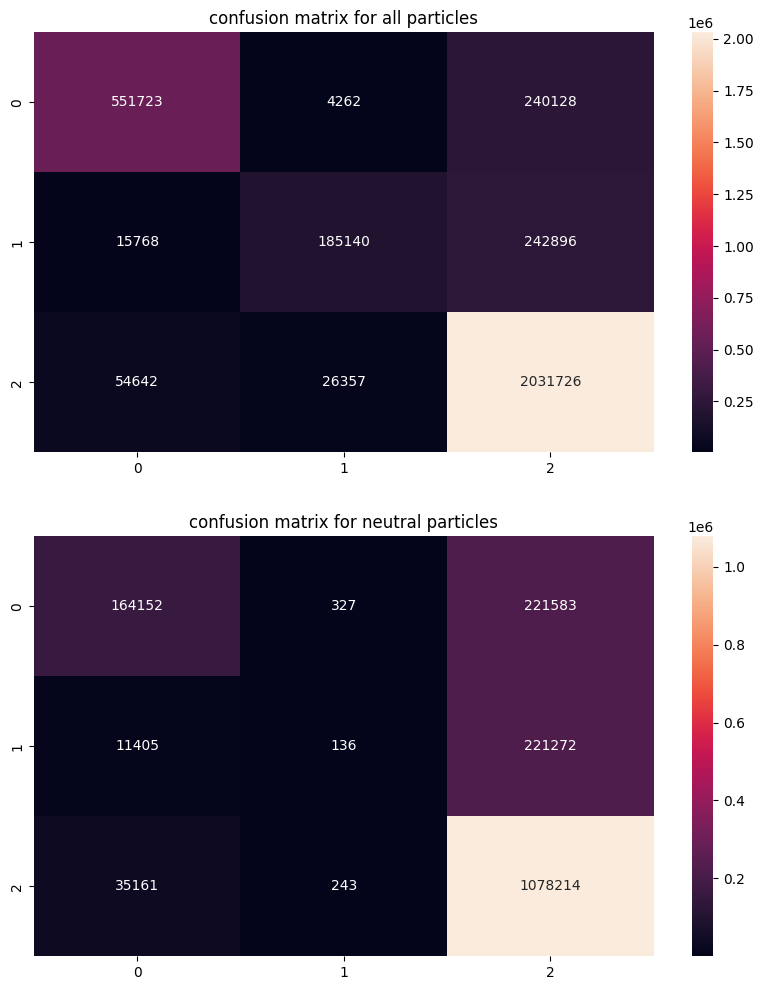 confusion matrix for all particles
1e6
0
551723 4262 240128
1
15768 185140 242896
2
54642 26357 2031726
0 1 2
2.00
1.75
1.50
1.25
1.00
0.75
0.50
0.25
confusion matrix for neutral particles
1e6
0
164152 327 221583
1
11405 136 221272
2
35161 243 1078214
0 1 2
1.0
0.8
0.6
0.4
0.2